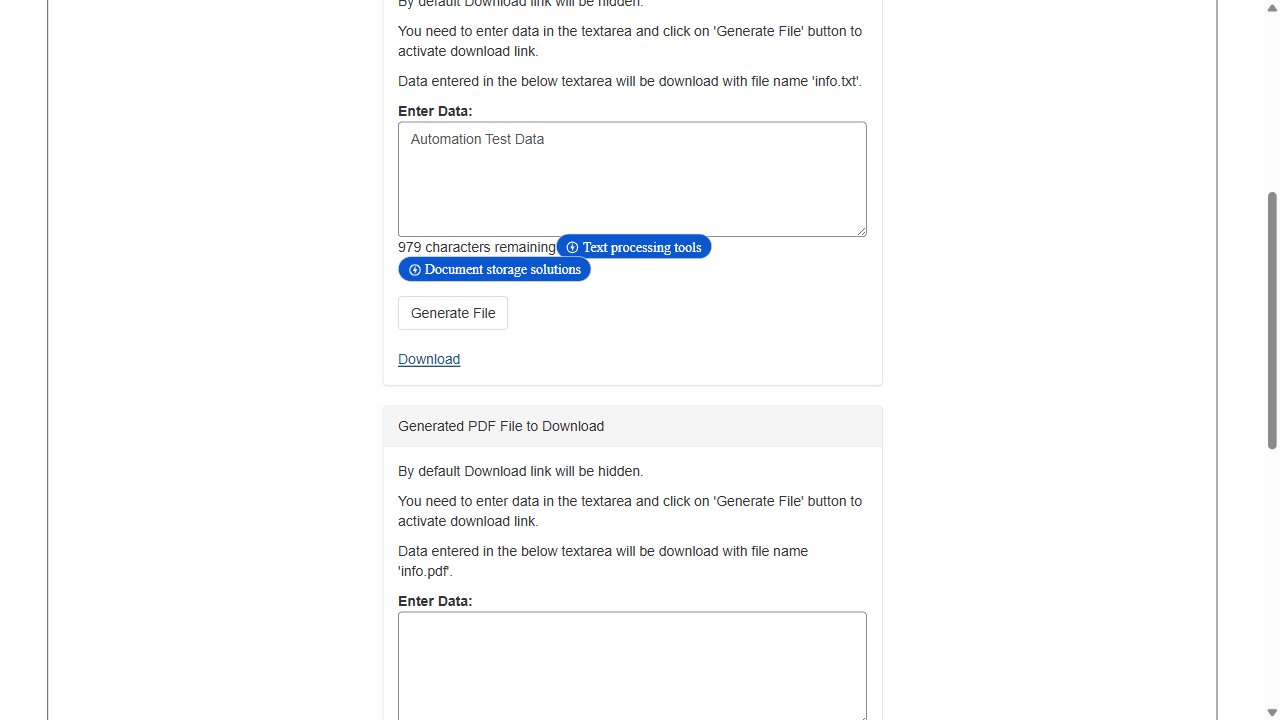 By default Download link will be hidden.
You need to enter data in the textarea and click on 'Generate File' button to
activate download link.
Data entered in the below textarea will be download with file name 'info.txt'.
Enter Data:
Automation Test Data
979 characters remaining Text processing tools
Document storage solutions
Generate File
Download
Generated PDF File to Download
By default Download link will be hidden.
You need to enter data in the textarea and click on 'Generate File' button to
activate download link.
Data entered in the below textarea will be download with file name
'info.pdf'.
Enter Data: